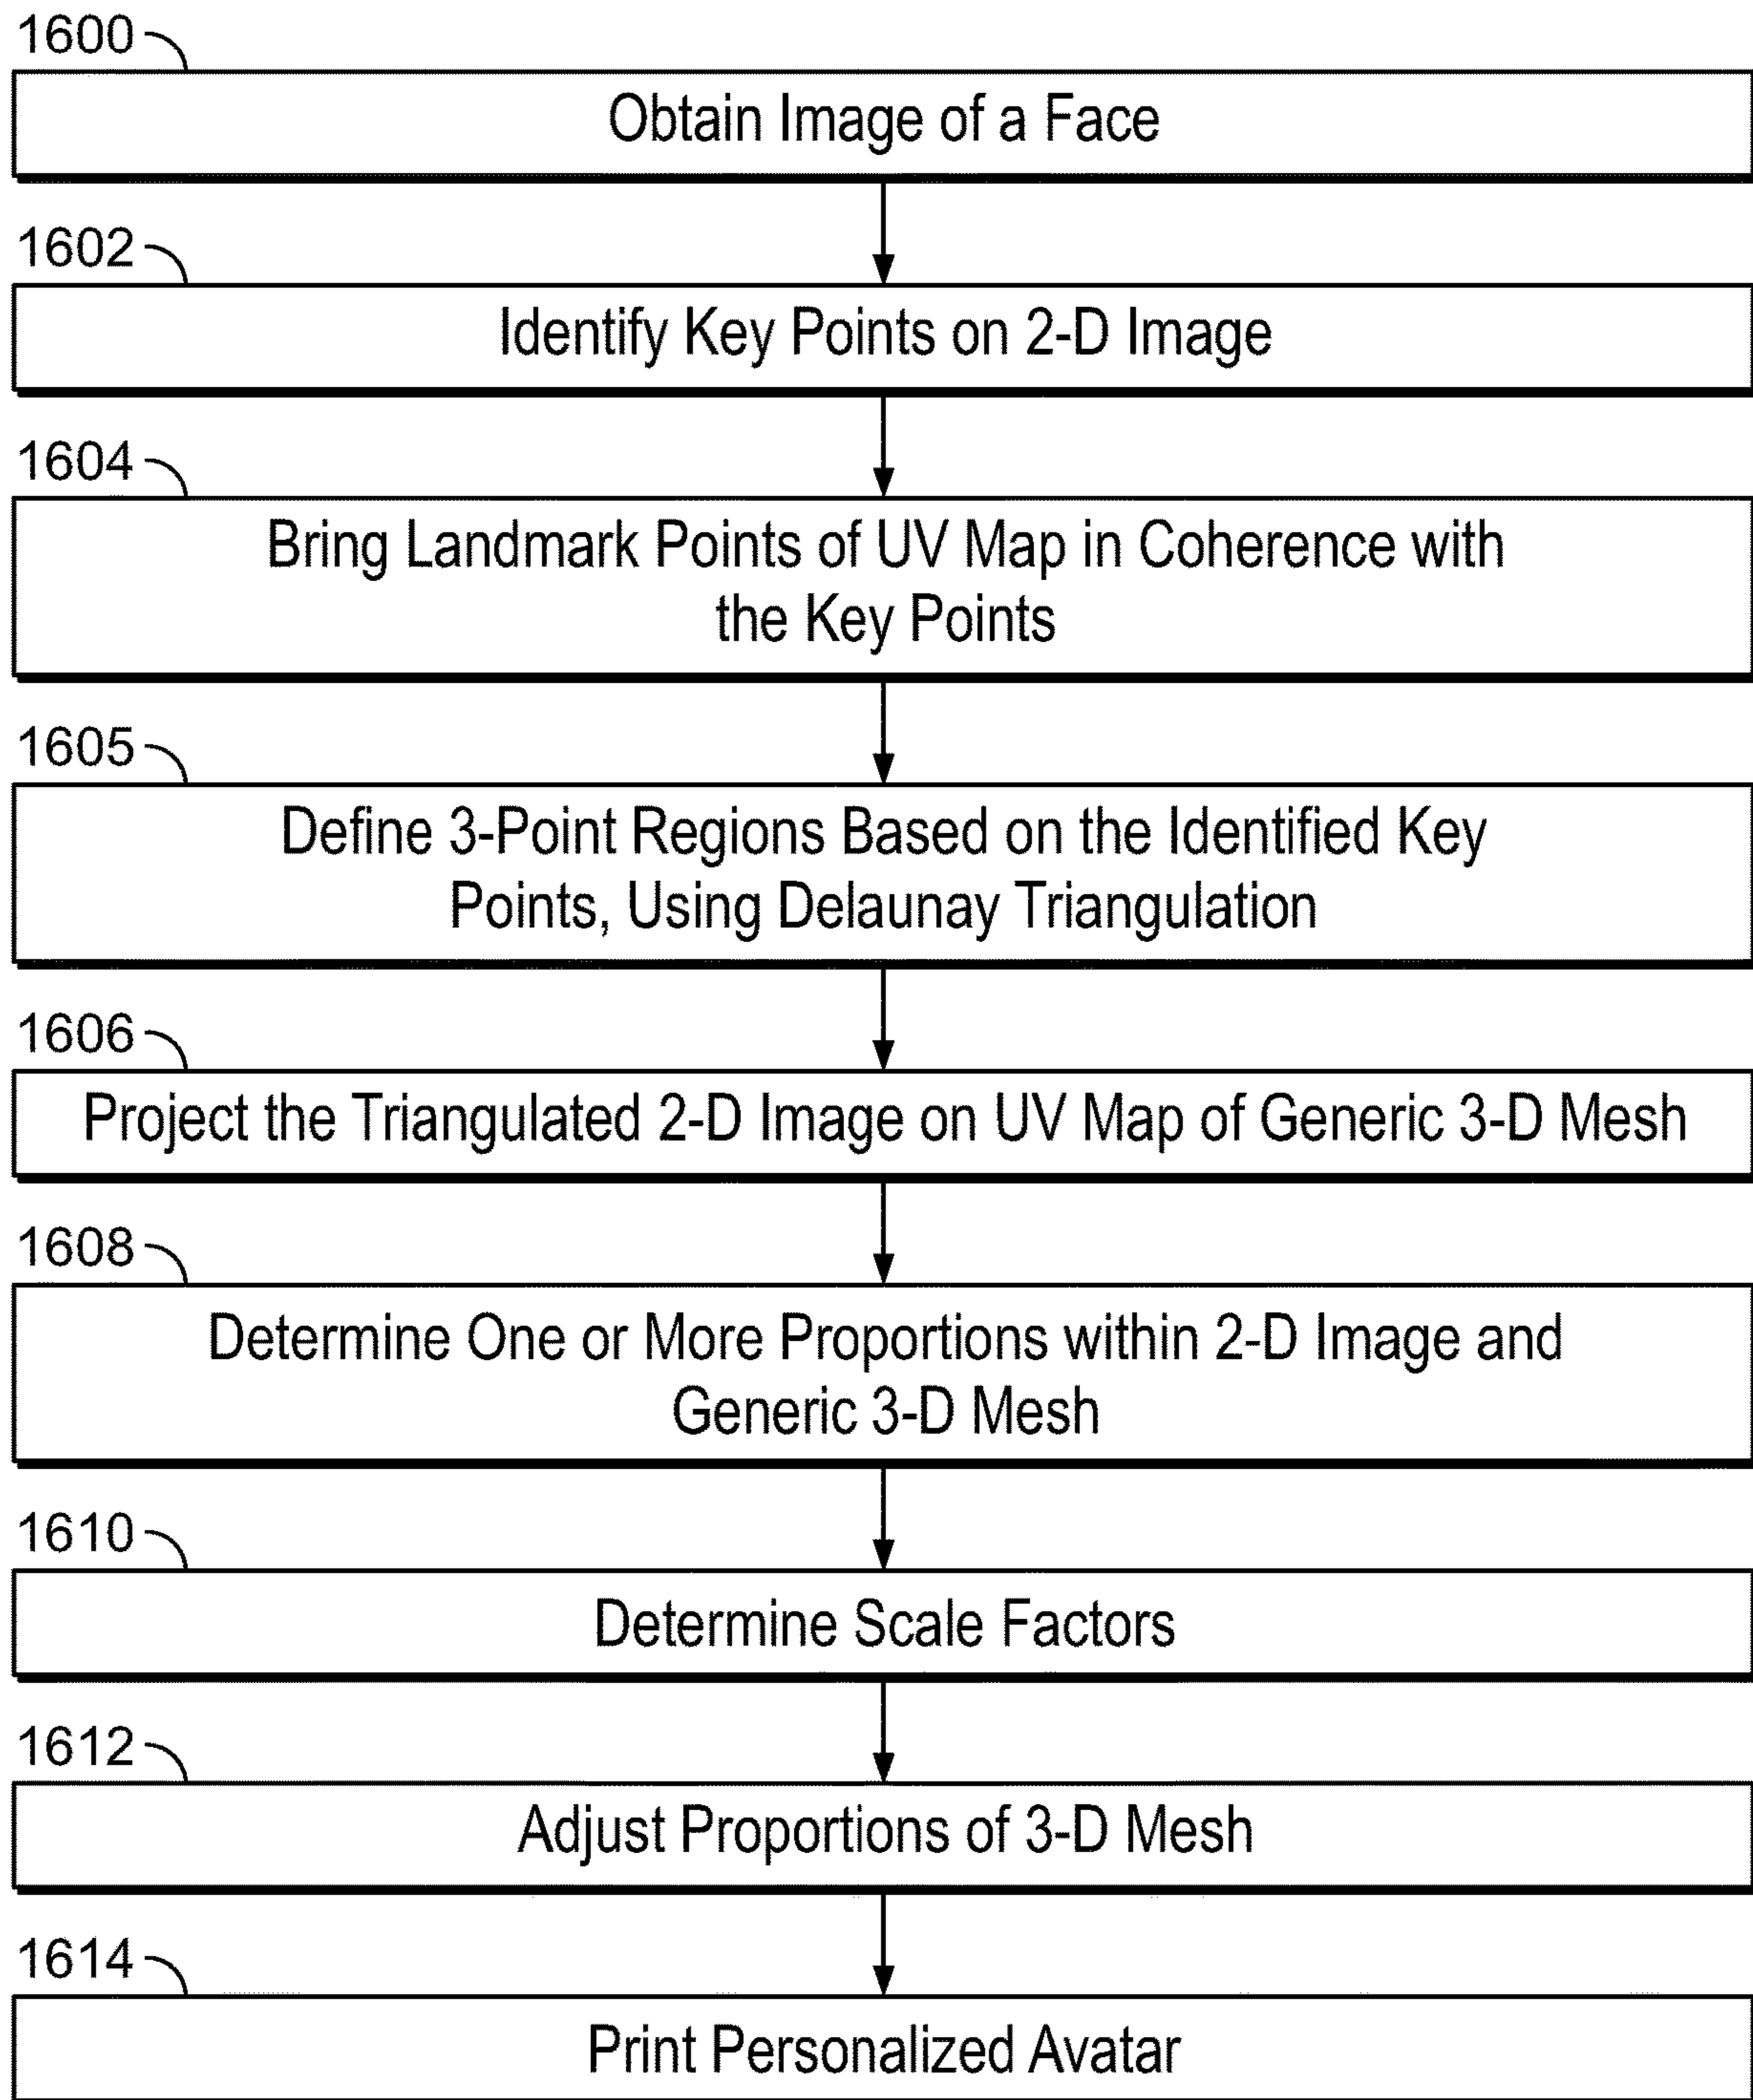 1600
Obtain Image of a Face
1602
Identify Key Points on 2-D Image
1604
Bring Landmark Points of UV Map in Coherence with
the Key Points
1605
Define 3-Point Regions Based on the Identified Key
Points, Using Delaunay Triangulation
1606
Project the Triangulated 2-D Image on UV Map of Generic 3-D Mesh
1608
Determine One or More Proportions within 2-D Image and
Generic 3-D Mesh
1610
Determine Scale Factors
1612
Adjust Proportions of 3-D Mesh
1614
Print Personalized Avatar